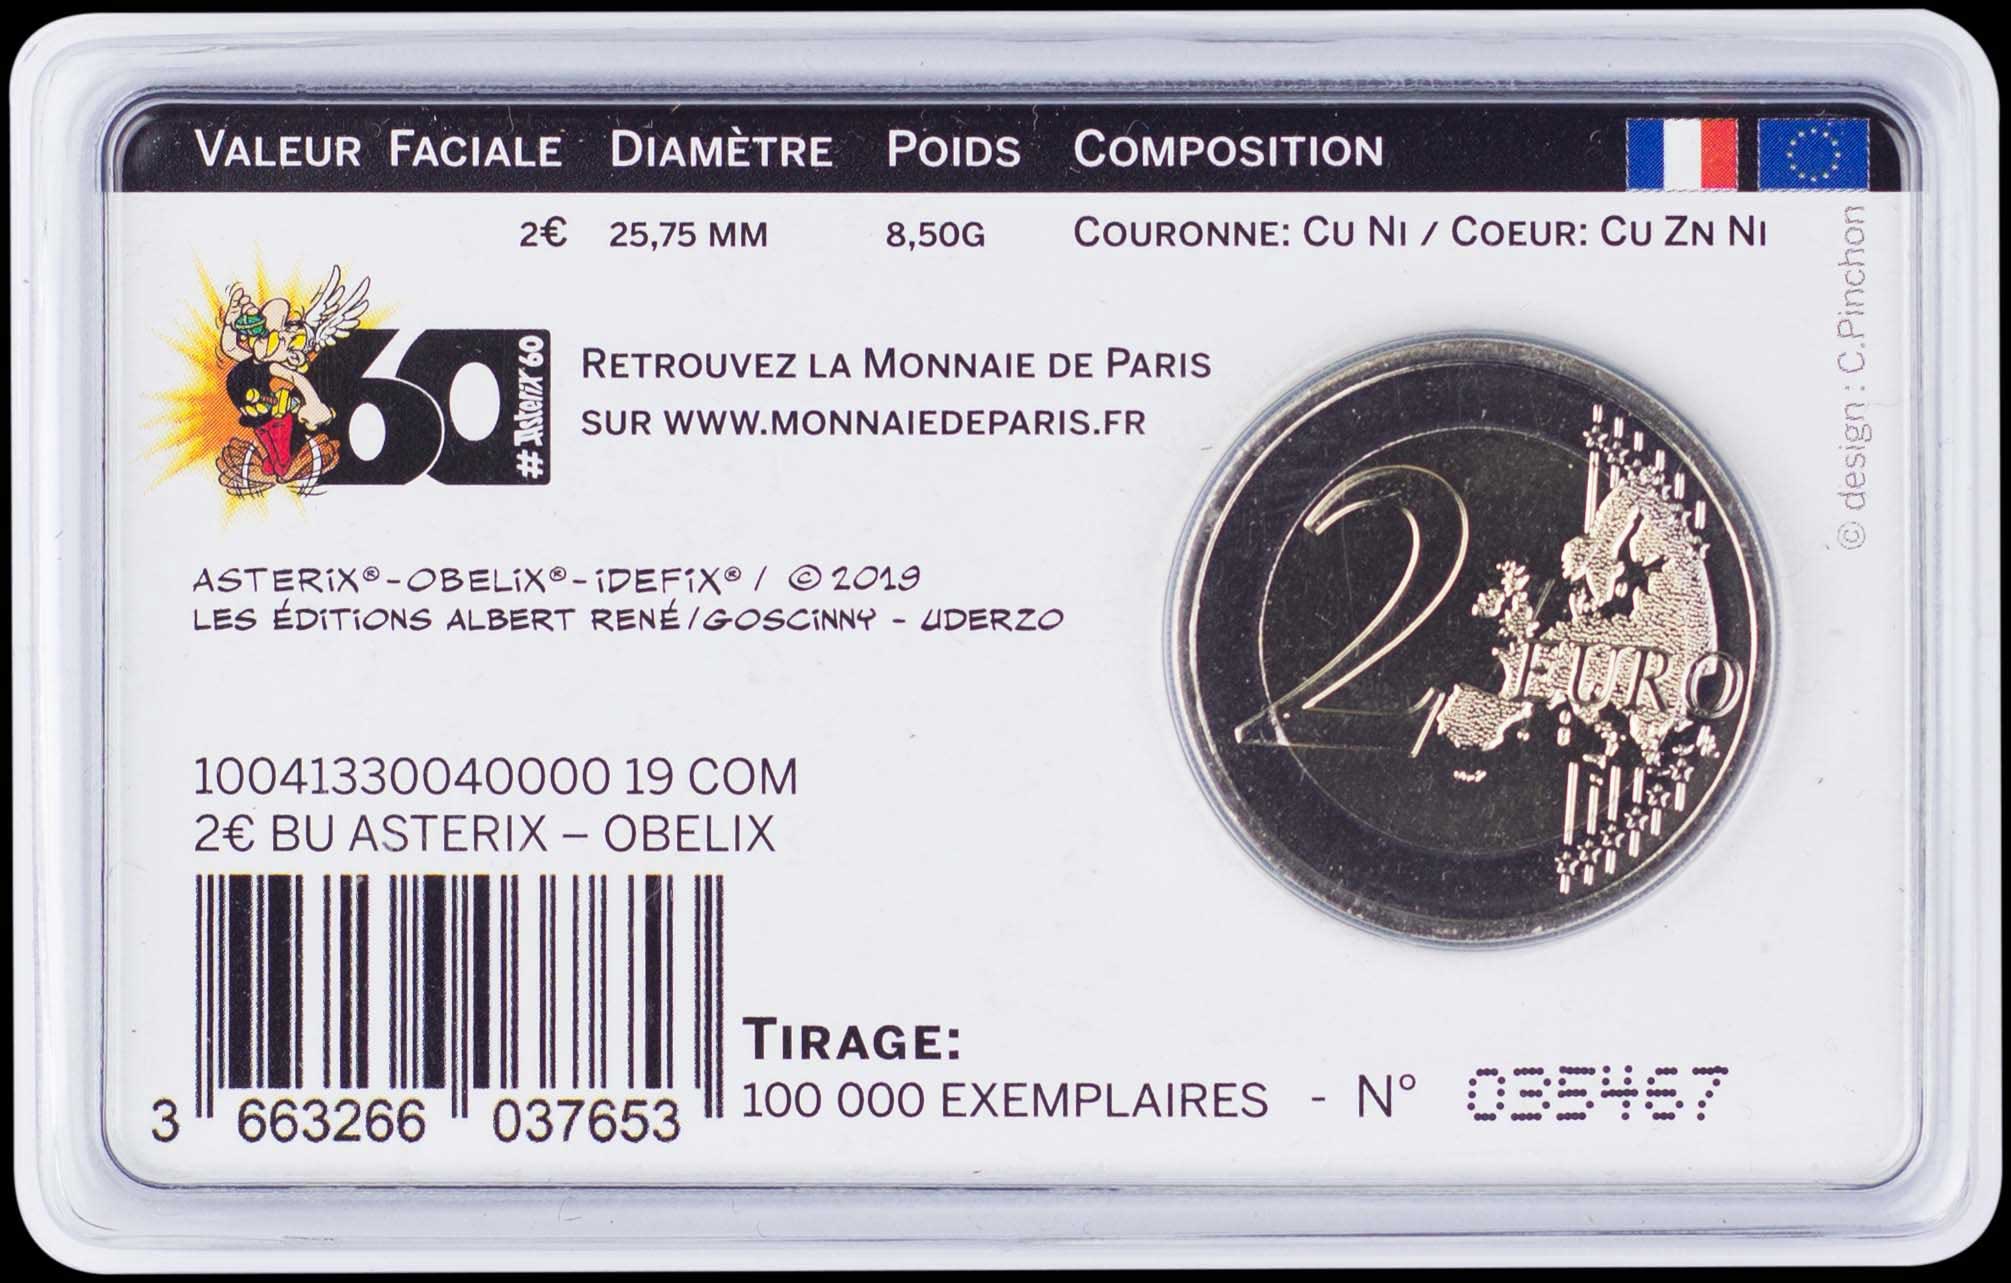 VALEUR FACIALE DIAMÈTRE POIDS COMPOSITION
2€ 25,75 MM 8,50G COURONNE: CU NI / COEUR: CU ZN NI
© design : C.Pinchon
60
#Asterix60
RETROUVEZ LA MONNAIE DE PARIS
SUR WWW.MONNAIEDEPARIS.FR
2 EURO
ASTERiX®-OBELiX®-iDEFiX® / © 2019
LES ÉDiTiONS ALBERT RENÉ/GOSCiNNY - UDERZO
10041330040000 19 COM
2€ BU ASTERIX – OBELIX
3 663266 037653
TIRAGE:
100 000 EXEMPLAIRES - N° 035467